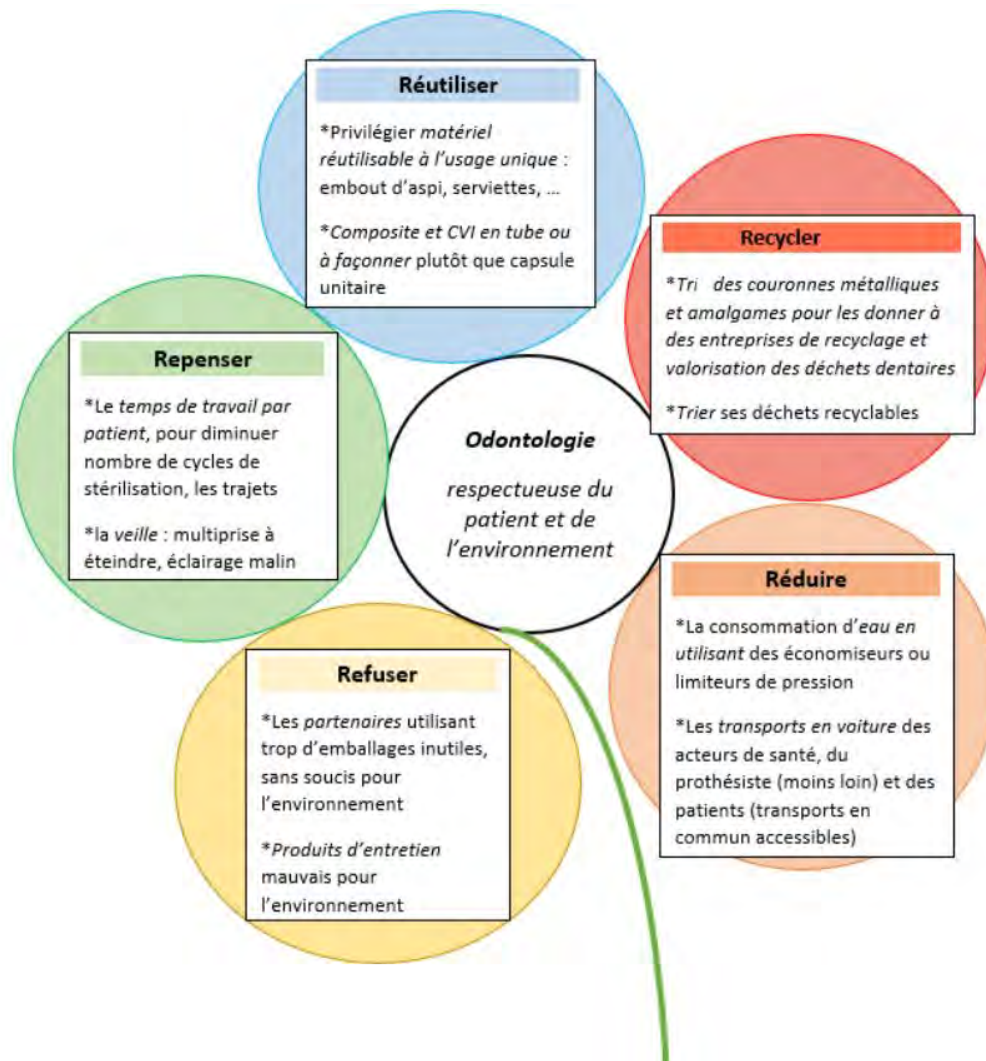 Réutiliser
*Privilégier matériel
réutilisable à l'usage unique :
embout d'aspi, serviettes, ...
*Composite et CVI en tube ou
à façonner plutôt que capsule
unitaire
Recycler
*Tri des couronnes métalliques
et amalgames pour les donner à
des entreprises de recyclage et
valorisation des déchets dentaires
*Trier ses déchets recyclables
Repenser
*Le temps de travail par
patient, pour diminuer
nombre de cycles de
stérilisation, les trajets
*la veille : multiprise à
éteindre, éclairage malin
Odontologie
respectueuse du
patient et de
l'environnement
Réduire
*La consommation d'eau en
utilisant des économiseurs ou
limiteurs de pression
*Les transports en voiture des
acteurs de santé, du
prothésiste (moins loin) et des
patients (transports en
commun accessibles)
Refuser
*Les partenaires utilisant
trop d'emballages inutiles,
sans soucis pour
l'environnement
*Produits d'entretien
mauvais pour
l'environnement